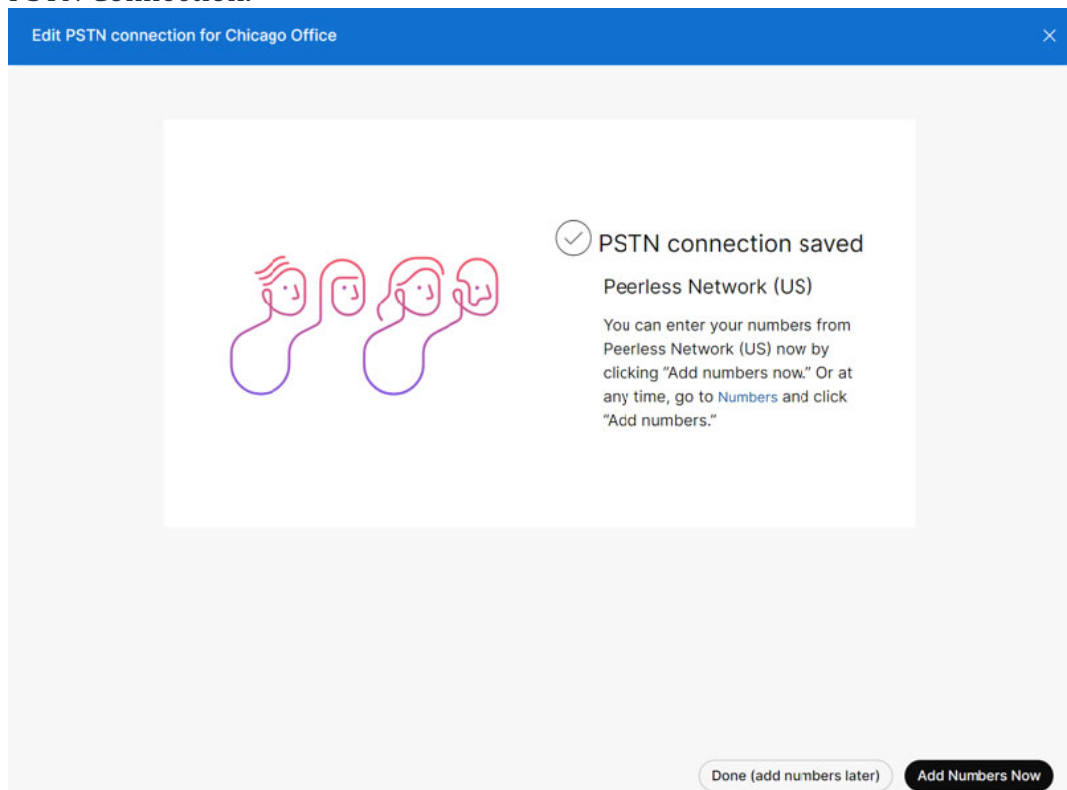 Edit PSTN connection for Chicago Office
PSTN connection saved
Peerless Network (US)
You can enter your numbers from
Peerless Network (US) now by
clicking "Add numbers now." Or at
any time, go to Numbers and click
"Add numbers."
Done (add numbers later)
Add Numbers Now